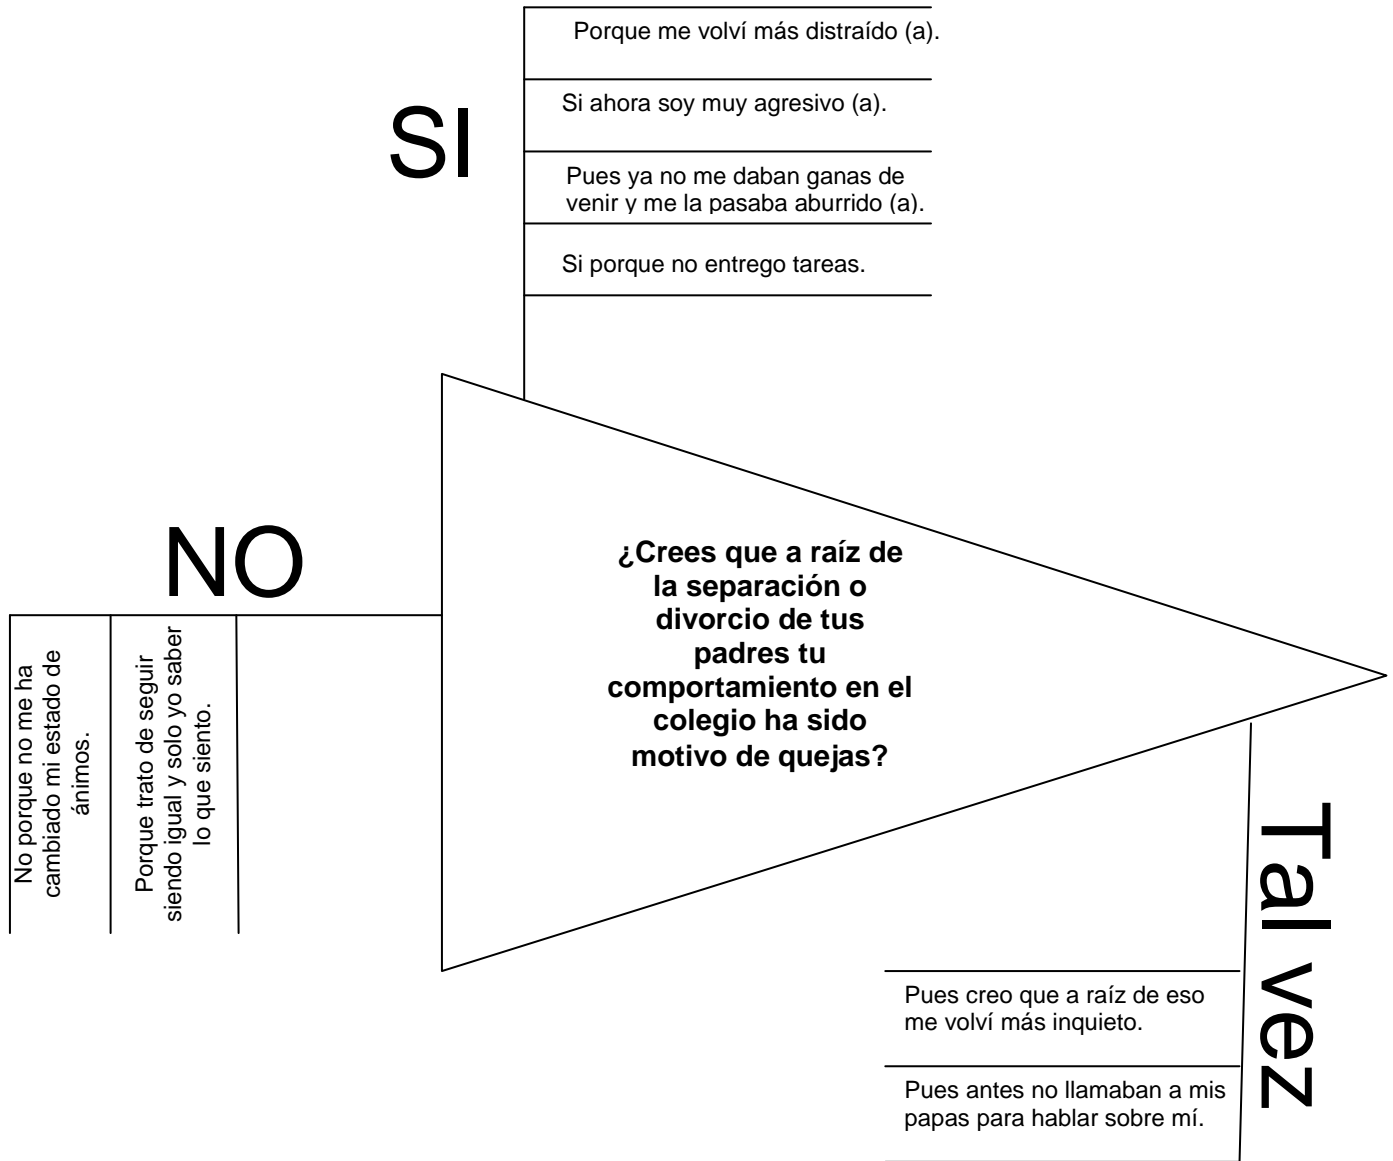 SI
Porque me volví más distraído (a).
Si ahora soy muy agresivo (a).
Pues ya no me daban ganas de
venir y me la pasaba aburrido (a).
Si porque no entrego tareas.
NO
No porque no me ha
cambiado mi estado de
ánimos.
Porque trato de seguir
siendo igual y solo yo saber
lo que siento.
¿Crees que a raíz de
la separación o
divorcio de tus
padres tu
comportamiento en el
colegio ha sido
motivo de quejas?
Tal vez
Pues creo que a raíz de eso
me volví más inquieto.
Pues antes no llamaban a mis
papas para hablar sobre mí.